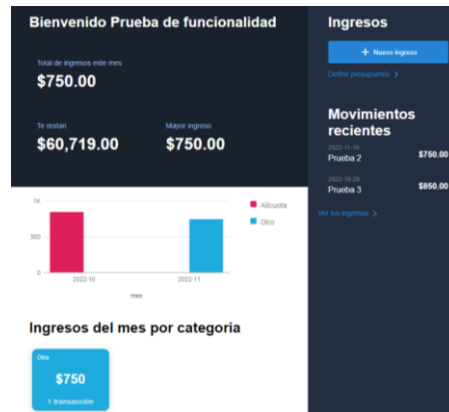 Bienvenido Prueba de funcionalidad
Total de ingresos este mes
$750.00
Te restan
Mayor ingreso
$60,719.00
$750.00
1K
500
0
2022-10
2022-11
mes
Alicuota
Otro
Ingresos del mes por categoria
Otro
$750
1 transacción
Ingresos
+ Nuevo ingreso
Definir presupuesto >
Movimientos
recientes
2022-11-10
Prueba 2
$750.00
2022-10-28
Prueba 3
$850.00
Ver los ingresos >